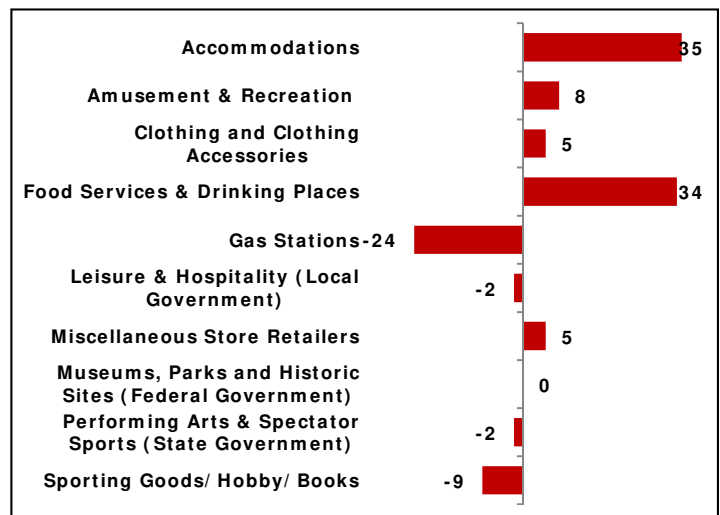 Accommodations 35
Amusement & Recreation 8
Clothing and Clothing
Accessories 5
Food Services & Drinking Places 34
Gas Stations -24
Leisure & Hospitality (Local
Government) -2
Miscellaneous Store Retailers 5
Museums, Parks and Historic
Sites (Federal Government) 0
Performing Arts & Spectator
Sports (State Government) -2
Sporting Goods/ Hobby/ Books -9